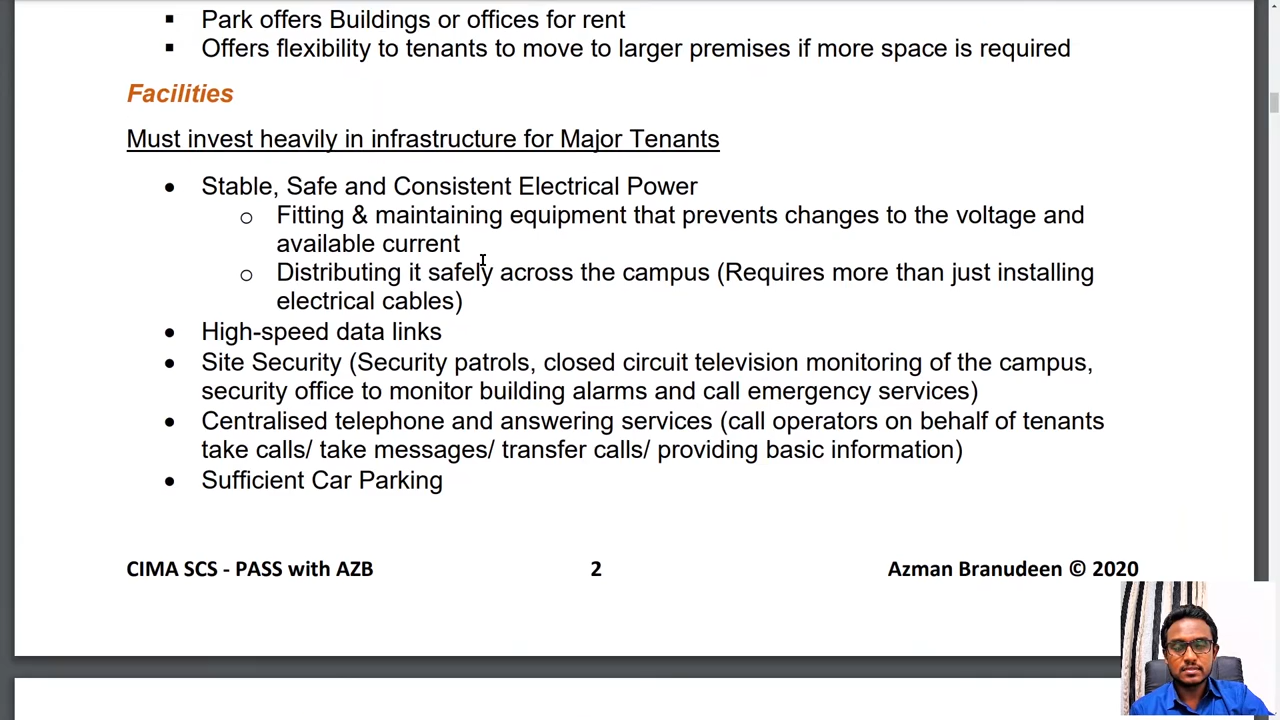 ▪ Park offers Buildings or offices for rent
▪ Offers flexibility to tenants to move to larger premises if more space is required
Facilities
Must invest heavily in infrastructure for Major Tenants
• Stable, Safe and Consistent Electrical Power
o Fitting & maintaining equipment that prevents changes to the voltage and
available current
o Distributing it safely across the campus (Requires more than just installing
electrical cables)
• High-speed data links
• Site Security (Security patrols, closed circuit television monitoring of the campus,
security office to monitor building alarms and call emergency services)
• Centralised telephone and answering services (call operators on behalf of tenants
take calls/ take messages/ transfer calls/ providing basic information)
• Sufficient Car Parking
CIMA SCS - PASS with AZB 2 Azman Branudeen © 2020